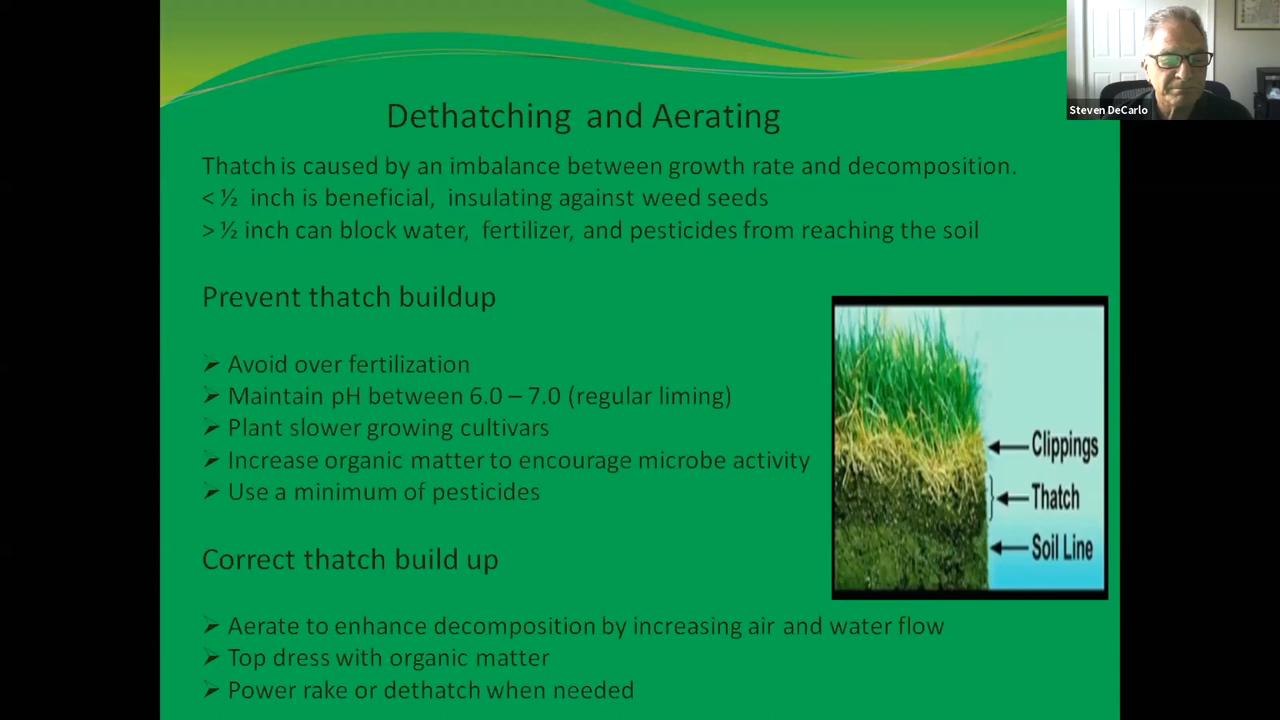 Steven DeCarlo
Dethatching and Aerating
Thatch is caused by an imbalance between growth rate and decomposition.
< ½ inch is beneficial, insulating against weed seeds
> ½ inch can block water, fertilizer, and pesticides from reaching the soil
Prevent thatch buildup
➢ Avoid over fertilization
➢ Maintain pH between 6.0 – 7.0 (regular liming)
➢ Plant slower growing cultivars
➢ Increase organic matter to encourage microbe activity
➢ Use a minimum of pesticides
Clippings
Thatch
Soil Line
Correct thatch build up
➢ Aerate to enhance decomposition by increasing air and water flow
➢ Top dress with organic matter
➢ Power rake or dethatch when needed